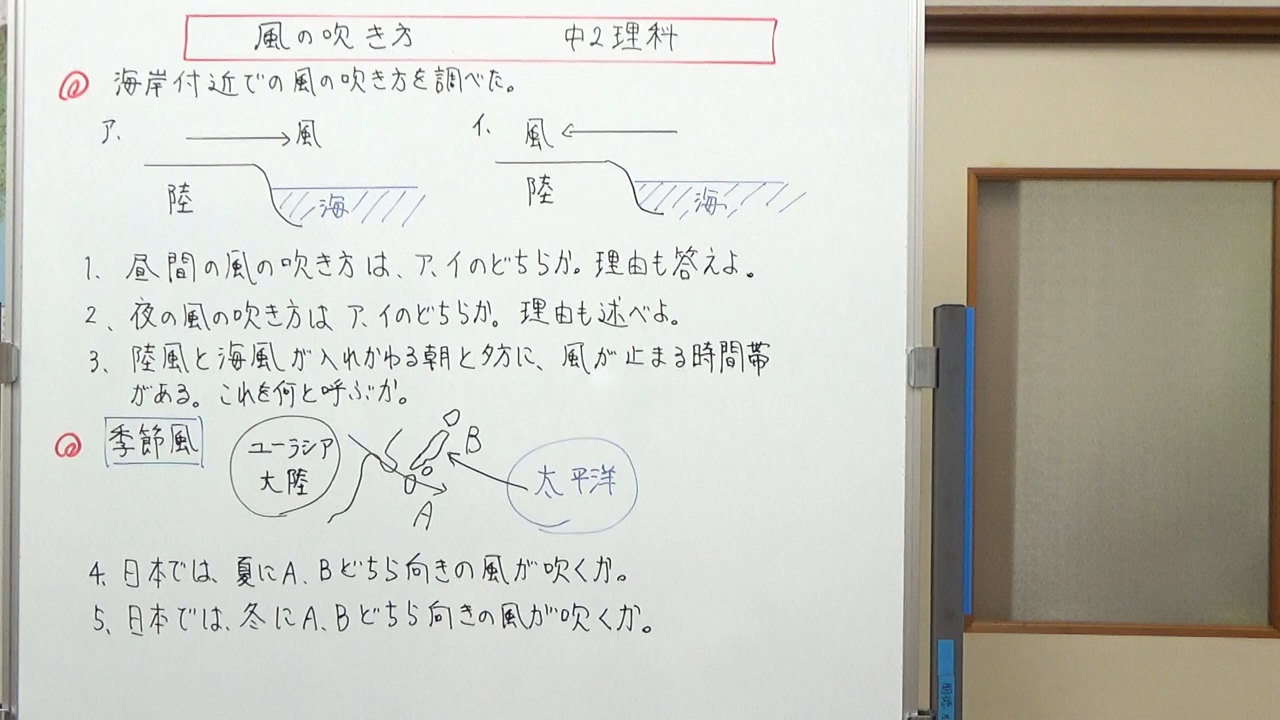 風の吹き方 中2理科
海岸付近での風の吹き方を調べた。
ア、 風 イ、 風
陸 海 陸 海
1、昼間の風の吹き方は、ア、イのどちらか。理由も答えよ。
2、夜の風の吹き方は ア、イのどちらか。理由も述べよ。
3、陸風と海風が入れかわる朝と夕方に、風が止まる時間帯
がある。これを何と呼ぶか。
季節風
ユーラシア
大陸
B
太平洋
A
4、日本では、夏にA、Bどちら向きの風が吹くか。
5、日本では、冬にA、Bどちら向きの風が吹くか。